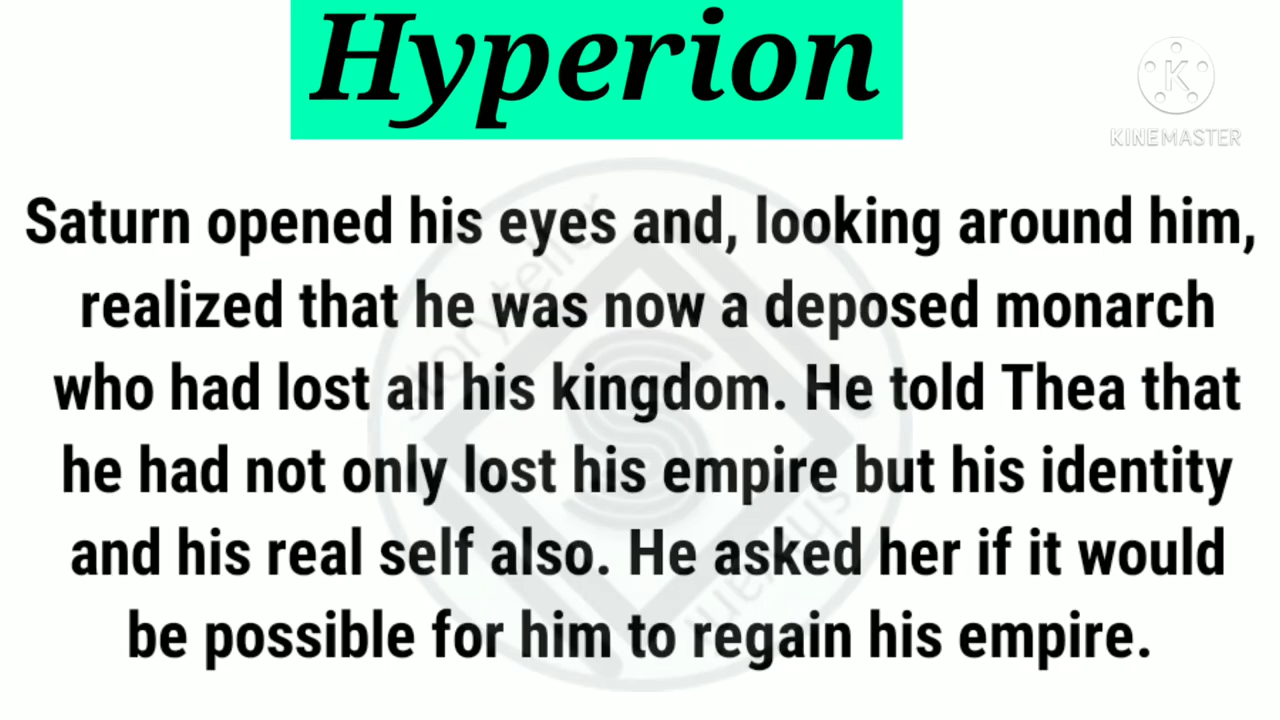 Hyperion
KINEMASTER
Saturn opened his eyes and, looking around him,
realized that he was now a deposed monarch
who had lost all his kingdom. He told Thea that
he had not only lost his empire but his identity
and his real self also. He asked her if it would
be possible for him to regain his empire.